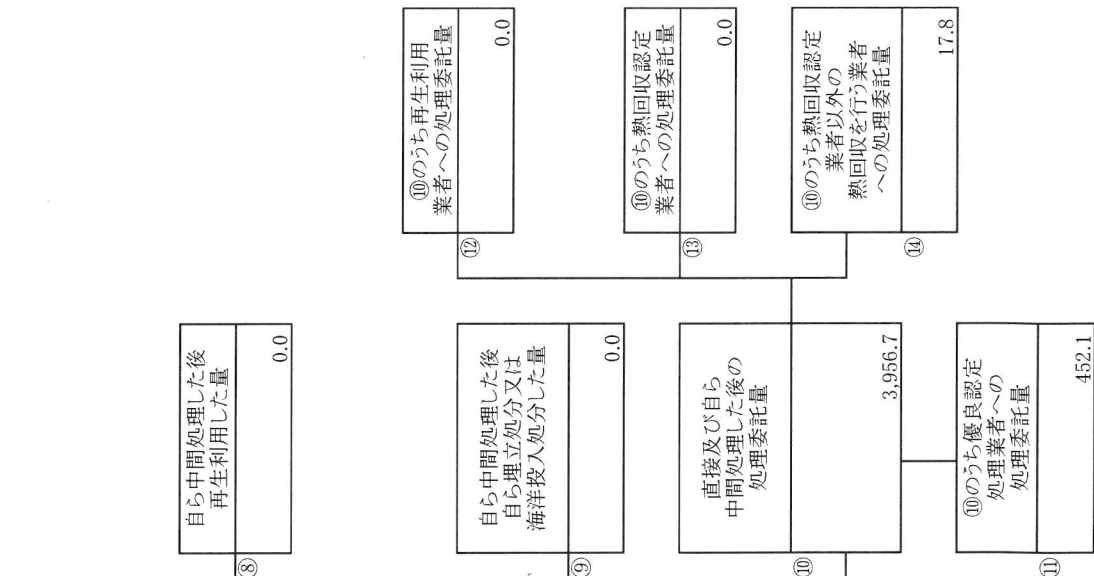 自ら中間処理した後
再生利用した量
⑧
0.0
自ら中間処理した後
自ら埋立処分又は
海洋投入処分した量
⑨
0.0
直接及び自ら
中間処理した後の
処理委託量
⑩
3,956.7
⑩のうち優良認定
処理業者への
処理委託量
⑪
452.1
⑩のうち再生利用
業者への処理委託量
⑫
0.0
⑩のうち熱回収認定
業者への処理委託量
⑬
0.0
⑩のうち熱回収認定
業者以外の
熱回収を行う業者
への処理委託量
⑭
17.8